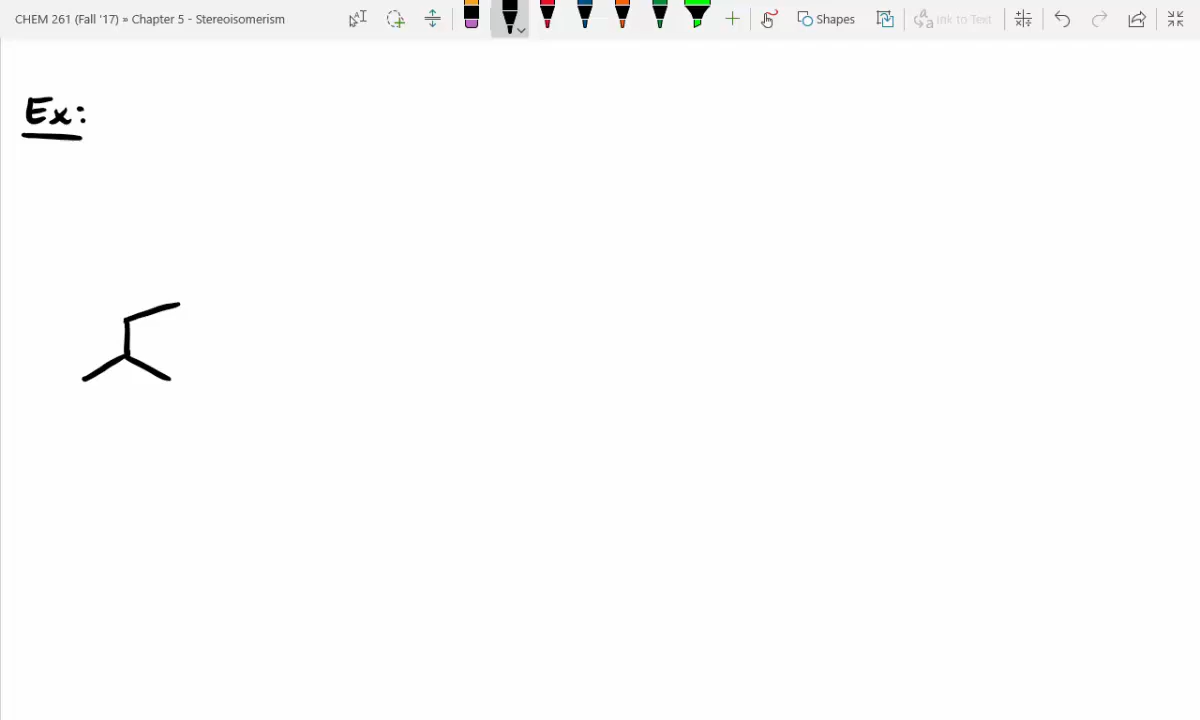 CHEM 261 (Fall '17) » Chapter 5 - Stereoisomerism
Shapes
Ink to Text
Ex: